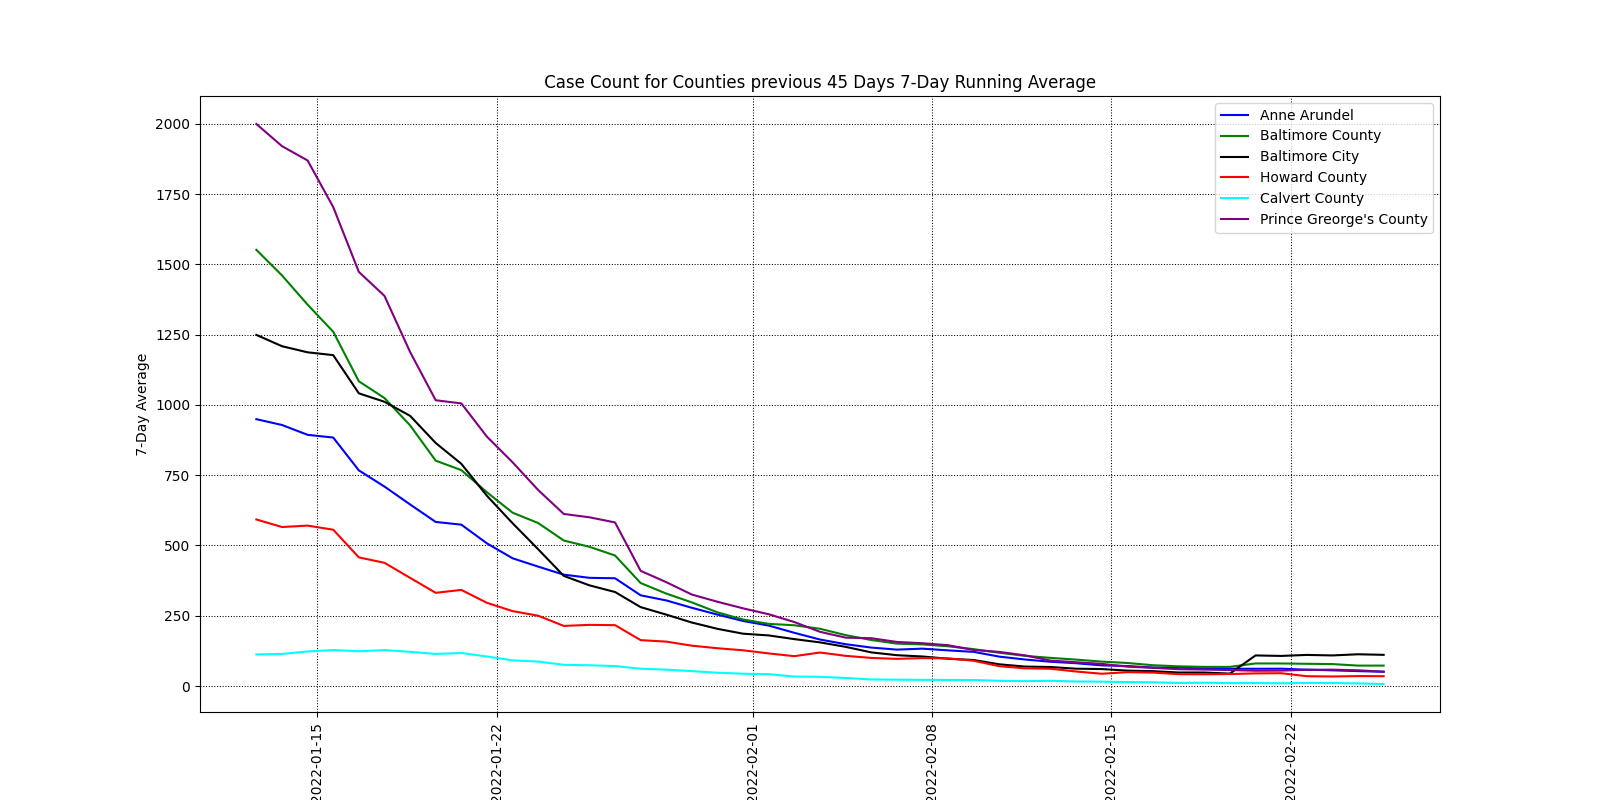 Case Count for Counties previous 45 Days 7-Day Running Average
Anne Arundel
Baltimore County
Baltimore City
Howard County
Calvert County
Prince Greorge's County
7-Day Average
2000
1750
1500
1250
1000
750
500
250
0
2022-01-15
2022-01-22
2022-02-01
2022-02-08
2022-02-15
2022-02-22